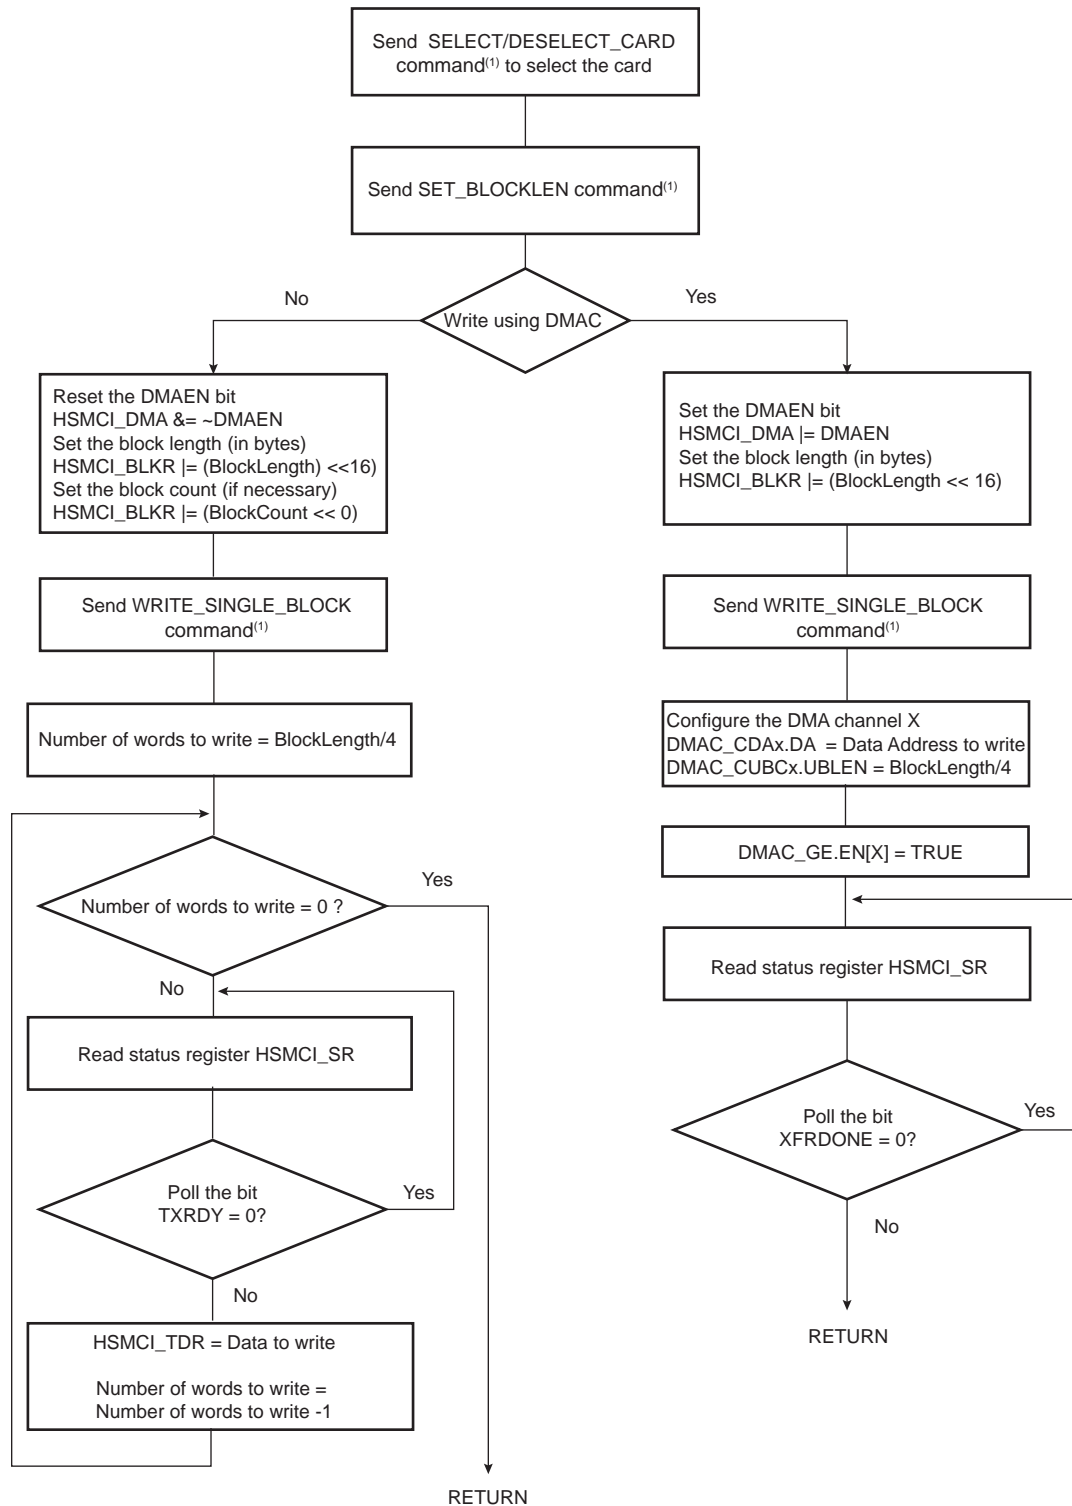 Send SELECT/DESELECT_CARD
command(1) to select the card
Send SET_BLOCKLEN command(1)
No
Yes
Write using DMAC
Reset the DMAEN bit
HSMCI_DMA &= ~DMAEN
Set the block length (in bytes)
HSMCI_BLKR |= (BlockLength) <<16)
Set the block count (if necessary)
HSMCI_BLKR |= (BlockCount << 0)
Send WRITE_SINGLE_BLOCK
command(1)
Number of words to write = BlockLength/4
Number of words to write = 0 ?
Yes
No
Read status register HSMCI_SR
Poll the bit
TXRDY = 0?
Yes
No
HSMCI_TDR = Data to write
Number of words to write =
Number of words to write -1
RETURN
Set the DMAEN bit
HSMCI_DMA |= DMAEN
Set the block length (in bytes)
HSMCI_BLKR |= (BlockLength << 16)
Send WRITE_SINGLE_BLOCK
command(1)
Configure the DMA channel X
DMAC_CDAx.DA = Data Address to write
DMAC_CUBCx.UBLEN = BlockLength/4
DMAC_GE.EN[X] = TRUE
Read status register HSMCI_SR
Poll the bit
XFRDONE = 0?
Yes
No
RETURN